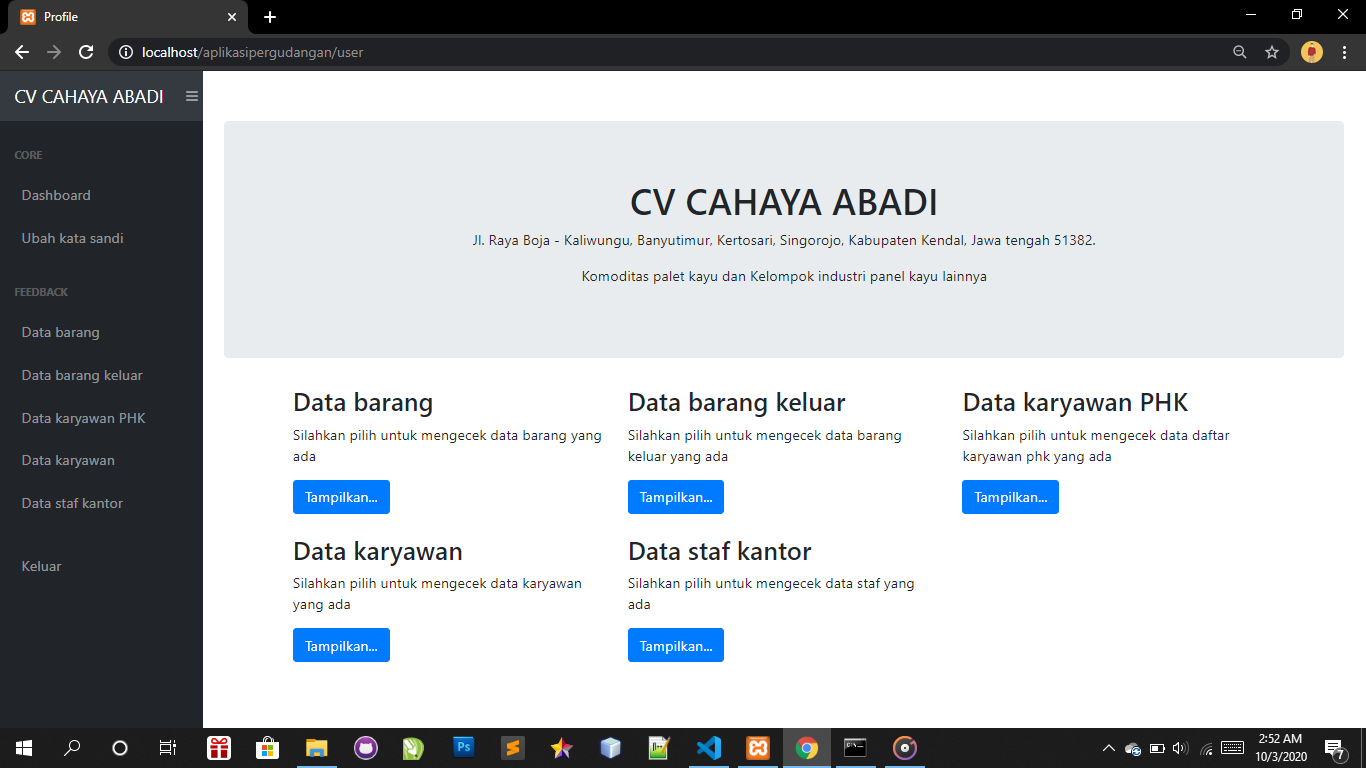 Profile
localhost/aplikasipergudangan/user
CV CAHAYA ABADI
CORE
Dashboard
Ubah kata sandi
FEEDBACK
Data barang
Data barang keluar
Data karyawan PHK
Data karyawan
Data staf kantor
Keluar
CV CAHAYA ABADI
Jl. Raya Boja - Kaliwungu, Banyutimur, Kertosari, Singorojo, Kabupaten Kendal, Jawa tengah 51382.
Komoditas palet kayu dan Kelompok industri panel kayu lainnya
Data barang
Silahkan pilih untuk mengecek data barang yang
ada
Tampilkan...
Data barang keluar
Silahkan pilih untuk mengecek data barang
keluar yang ada
Tampilkan...
Data karyawan PHK
Silahkan pilih untuk mengecek data daftar
karyawan phk yang ada
Tampilkan...
Data karyawan
Silahkan pilih untuk mengecek data karyawan
yang ada
Tampilkan...
Data staf kantor
Silahkan pilih untuk mengecek data staf yang
ada
Tampilkan...
Ps
2:52 AM
10/3/2020
7